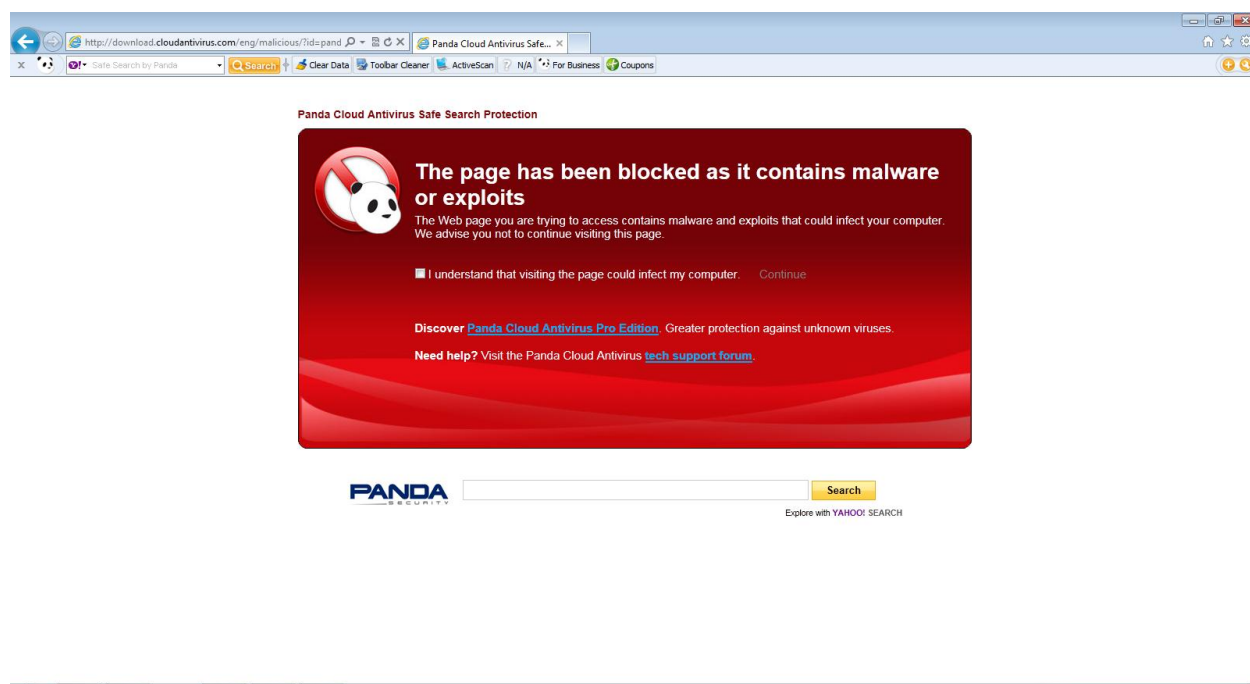 http://download.cloudantivirus.com/eng/malicious/?id=pand
Panda Cloud Antivirus Safe...
x
Safe Search by Panda
Search
Clear Data
Toolbar Cleaner
ActiveScan
N/A
For Business
Coupons
Panda Cloud Antivirus Safe Search Protection
The page has been blocked as it contains malware
or exploits
The Web page you are trying to access contains malware and exploits that could infect your computer.
We advise you not to continue visiting this page.
I understand that visiting the page could infect my computer. Continue
Discover Panda Cloud Antivirus Pro Edition. Greater protection against unknown viruses.
Need help? Visit the Panda Cloud Antivirus tech support forum.
PANDA
SECURITY
Search
Explore with YAHOO! SEARCH